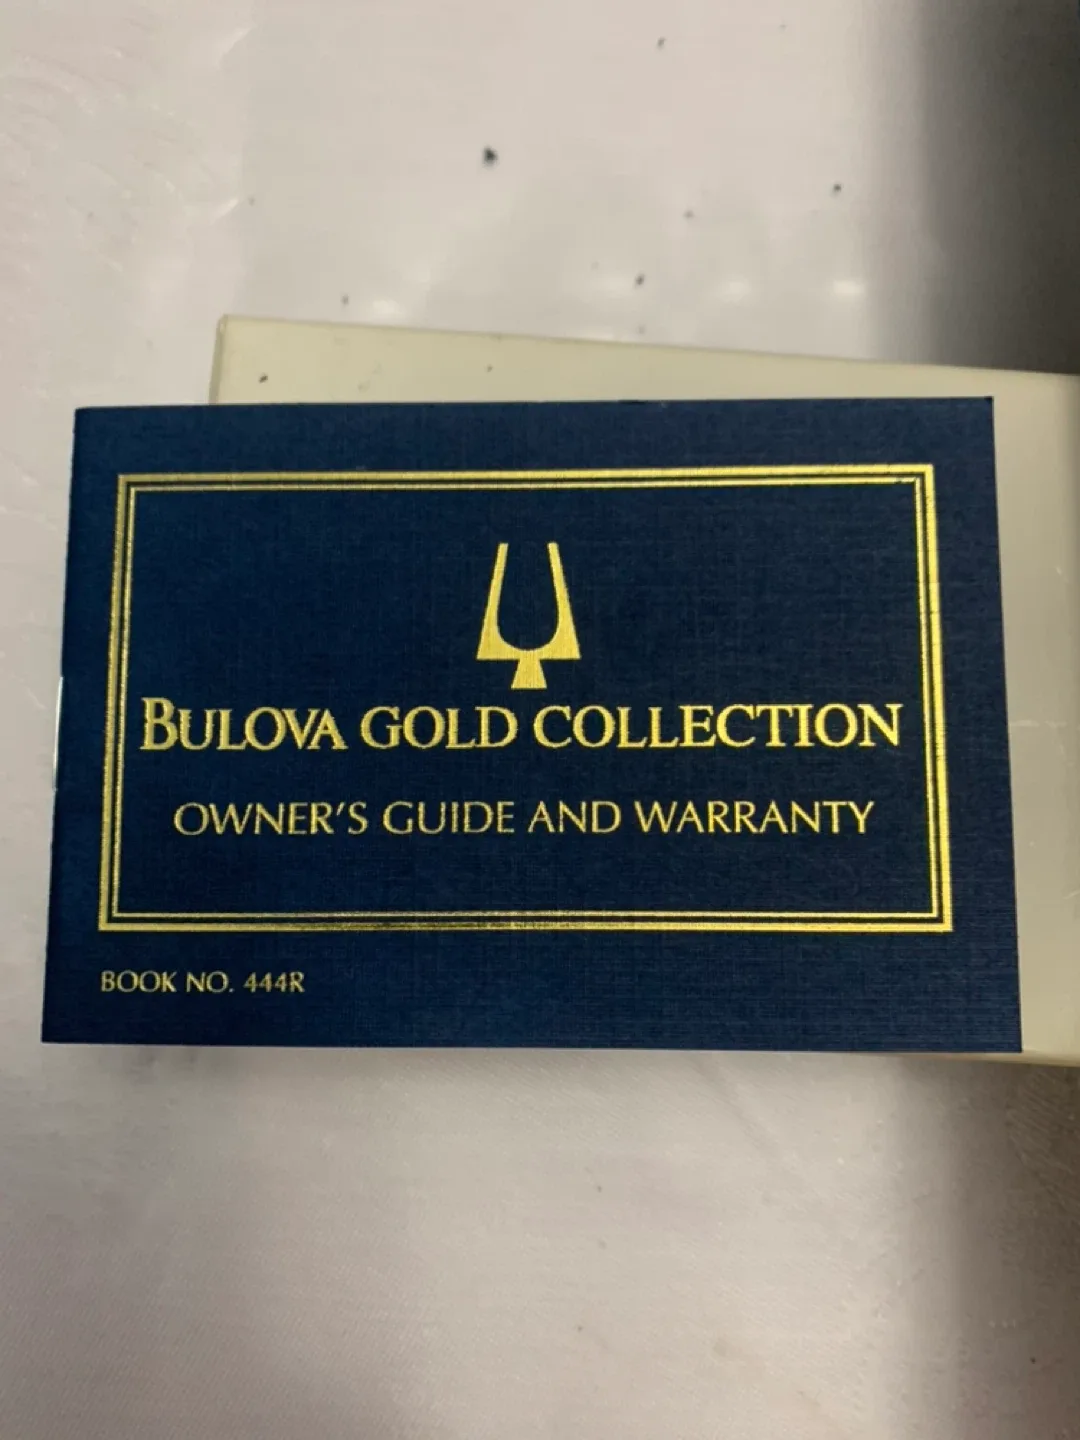 BULOVA GOLD COLLECTION
OWNER'S GUIDE AND WARRANTY
BOOK NO. 444R